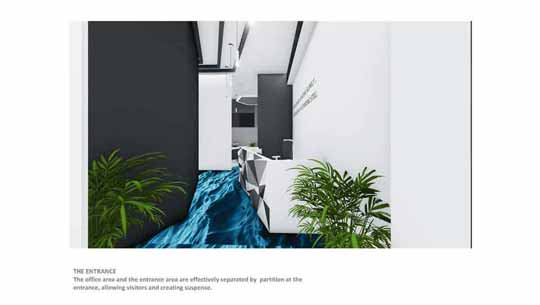 THE ENTRANCE
The office area and the entrance area are effectively separated by partition at the
entrance, allowing visitors and creating suspense.